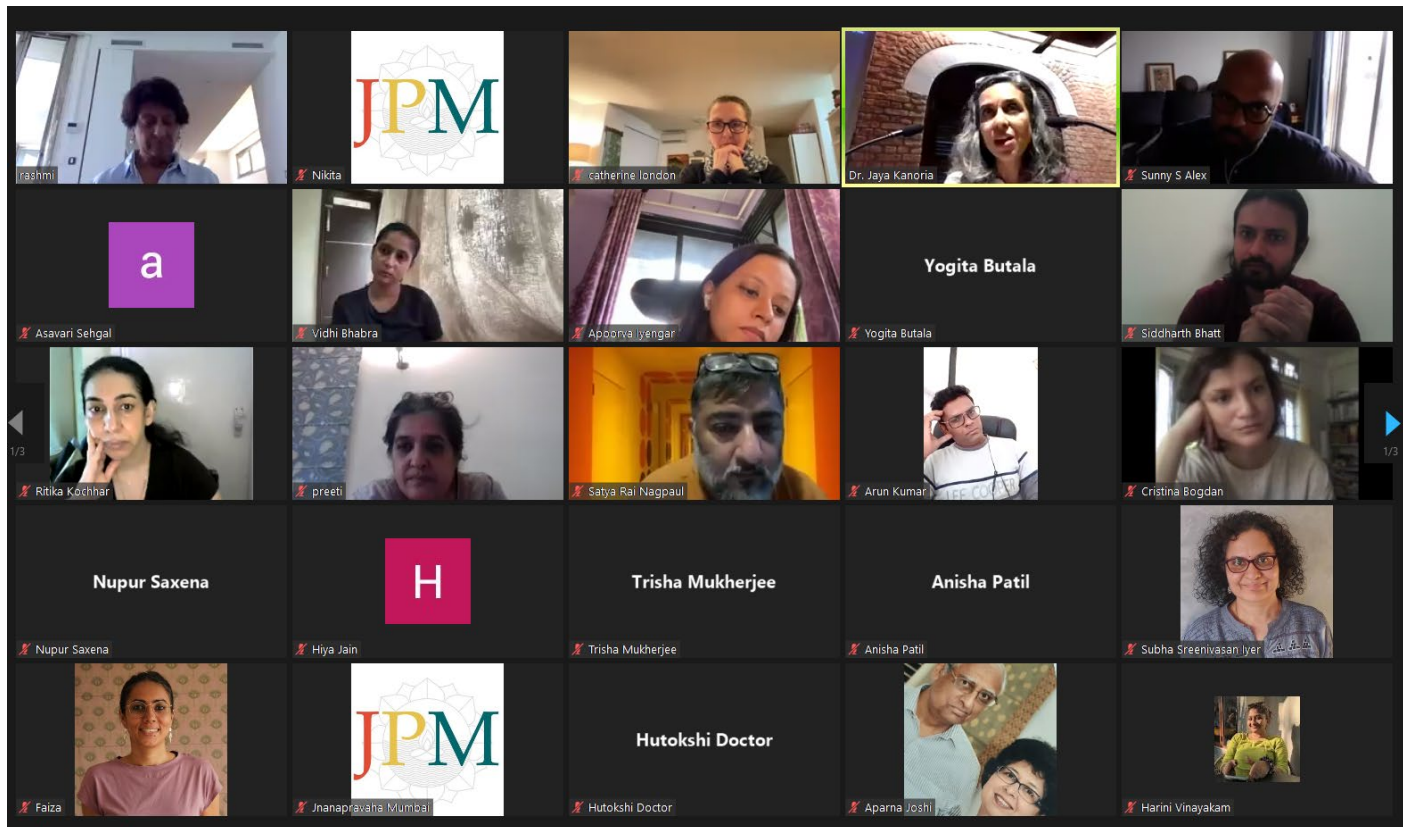 rashmi
JPM
Nikita
catherine london
Dr. Jaya Kanoria
Sunny S Alex
a
Asavari Sehgal
Vidhi Bhabra
Apoorva Iyengar
Yogita Butala
Yogita Butala
Siddharth Bhatt
1/3
Ritika Kochhar
preeti
Satya Rai Nagpaul
LEE COOPER
Arun Kumar
Cristina Bogdan
1/3
Nupur Saxena
Nupur Saxena
H
Hiya Jain
Trisha Mukherjee
Trisha Mukherjee
Anisha Patil
Anisha Patil
Subha Sreenivasan Iyer
Faiza
JPM
Jnanapravaha Mumbai
Hutokshi Doctor
Hutokshi Doctor
Aparna Joshi
Harini Vinayakam